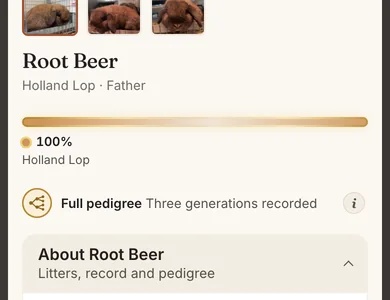 Root Beer
Holland Lop · Father
100%
Holland Lop
Full pedigree Three generations recorded
i
About Root Beer
Litters, record and pedigree